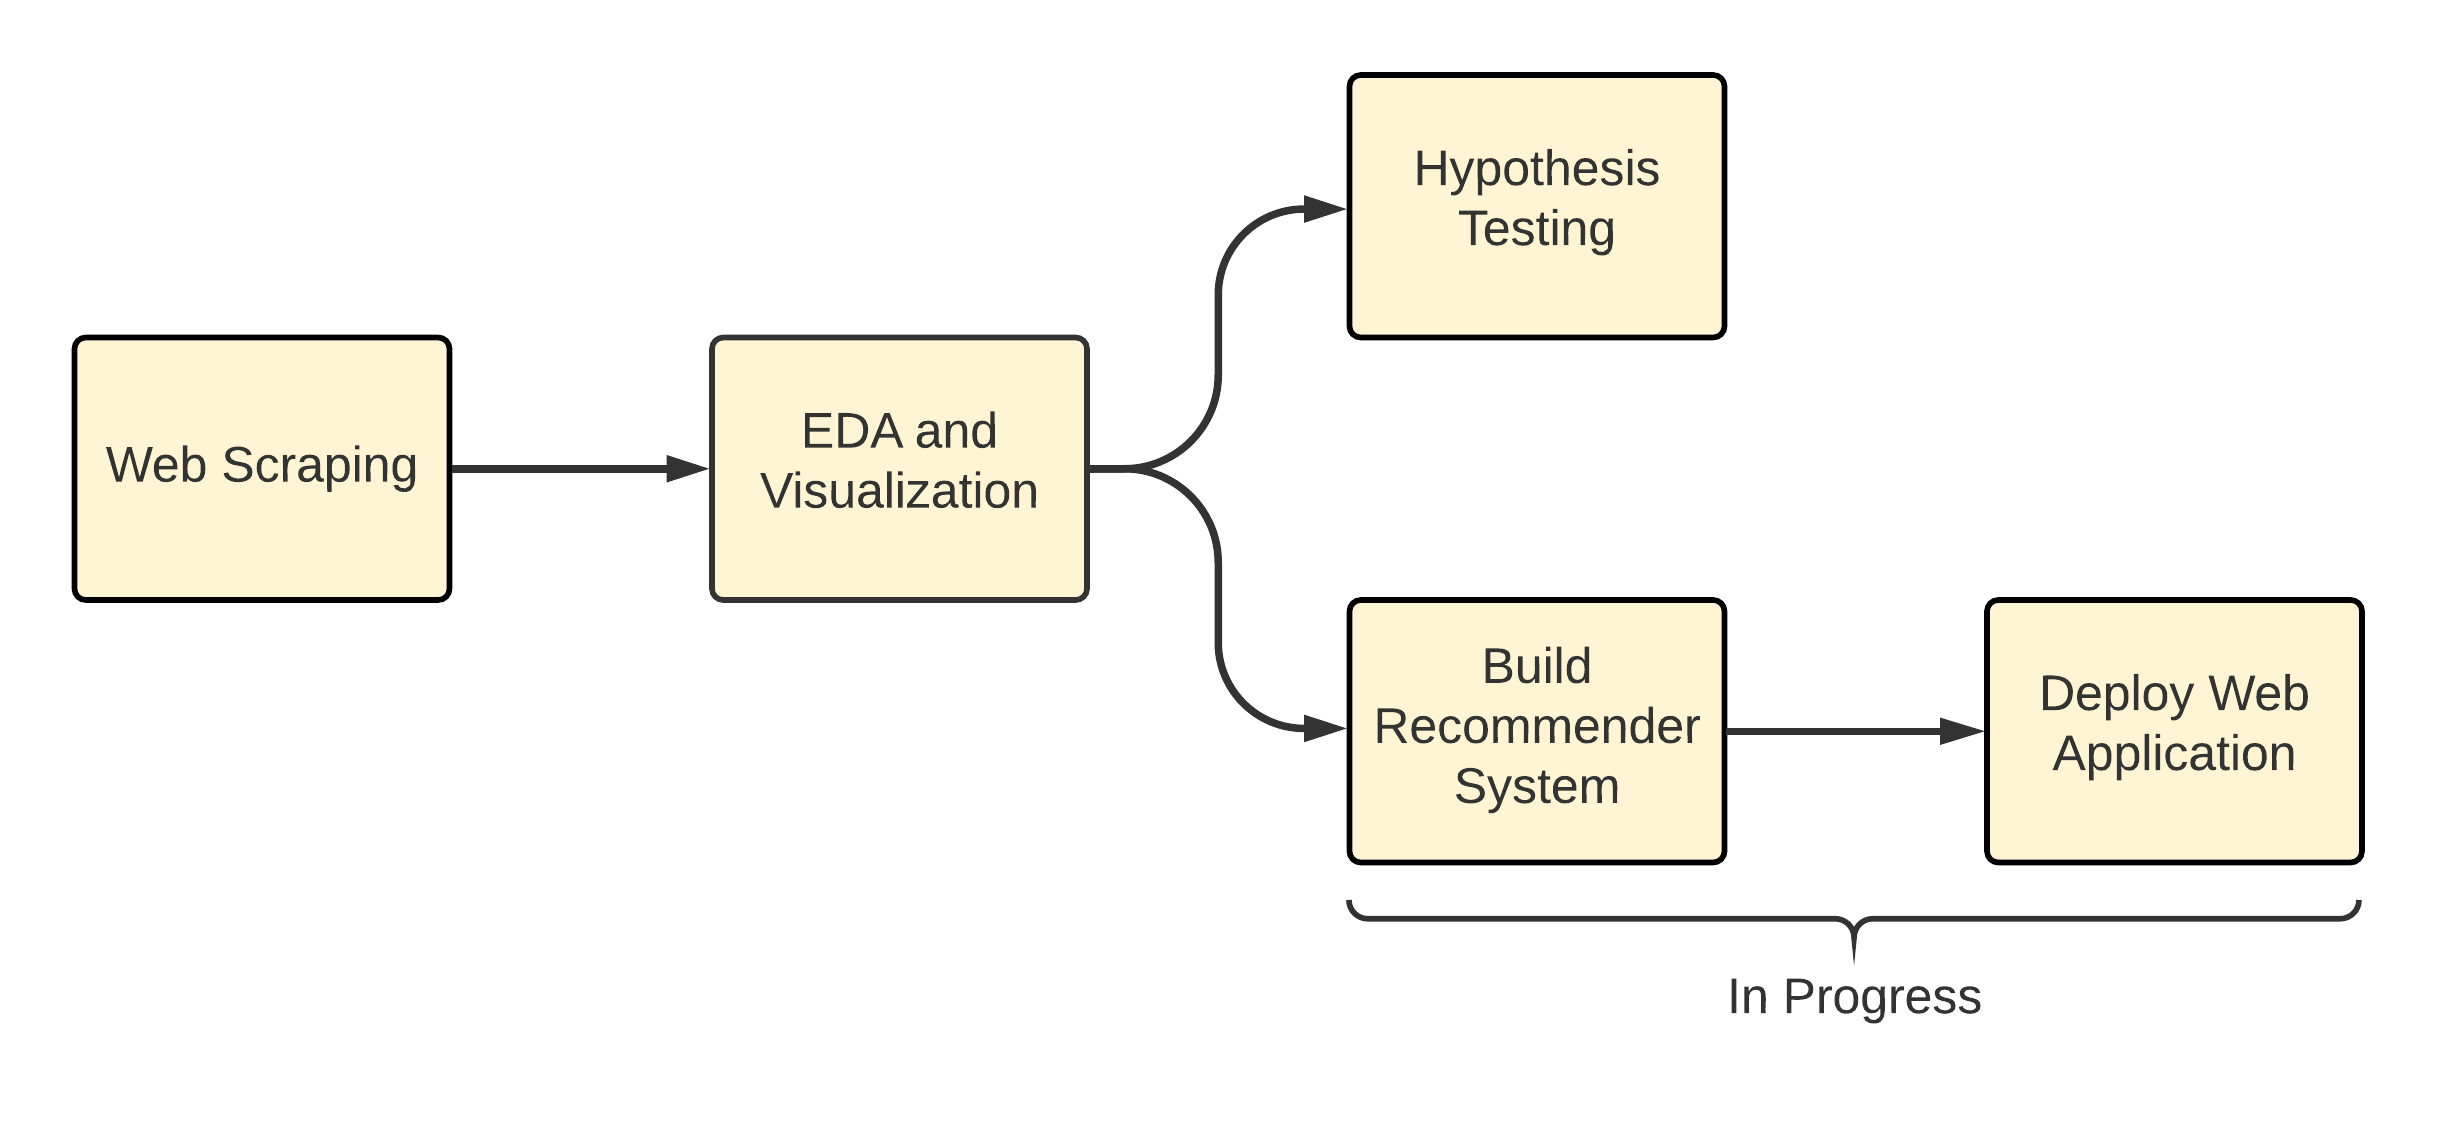 Web Scraping
EDA and
Visualization
Hypothesis
Testing
Build
Recommender
System
Deploy Web
Application
In Progress